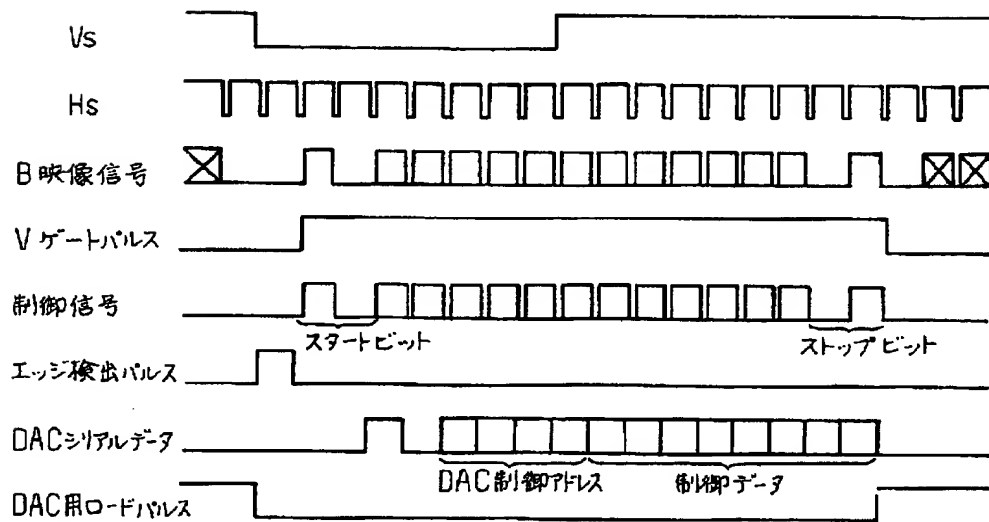 Vs
Hs
B映像信号
Vゲートパルス
制御信号
スタートビット
ストップビット
エッジ検出パルス
DACシリアルデータ
DAC制御アドレス
制御データ
DAC用ロードパルス